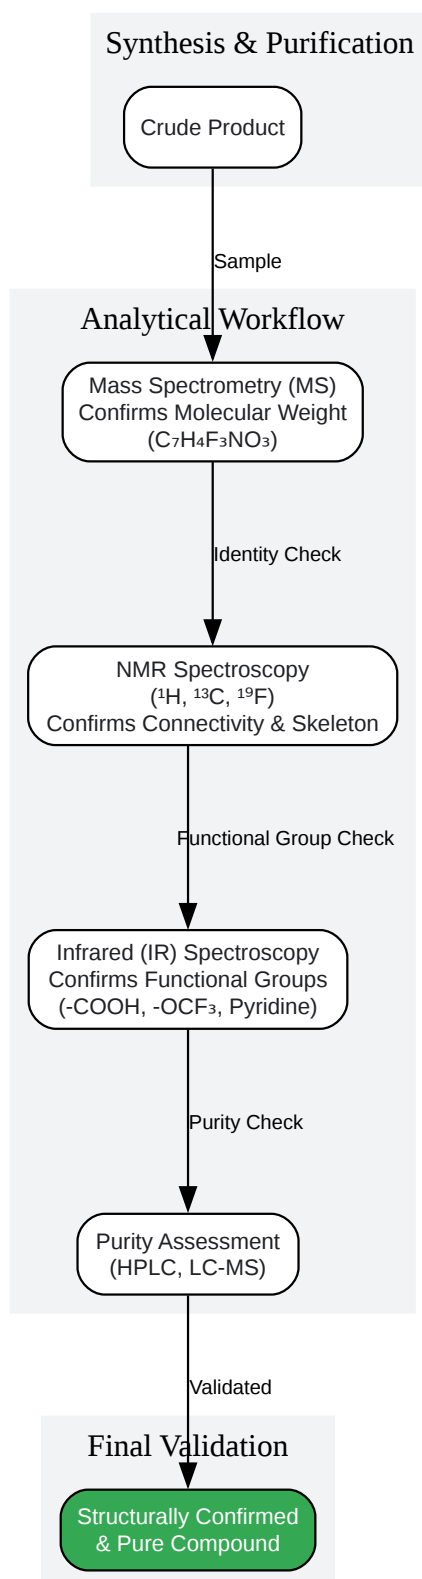 Synthesis & Purification
Crude Product
Sample
Analytical Workflow
Mass Spectrometry (MS)
Confirms Molecular Weight
(C₇H₄F₃NO₃)
Identity Check
NMR Spectroscopy
(¹H, ¹³C, ¹⁹F)
Confirms Connectivity & Skeleton
Functional Group Check
Infrared (IR) Spectroscopy
Confirms Functional Groups
(-COOH, -OCF₃, Pyridine)
Purity Check
Purity Assessment
(HPLC, LC-MS)
Validated
Final Validation
Structurally Confirmed
& Pure Compound